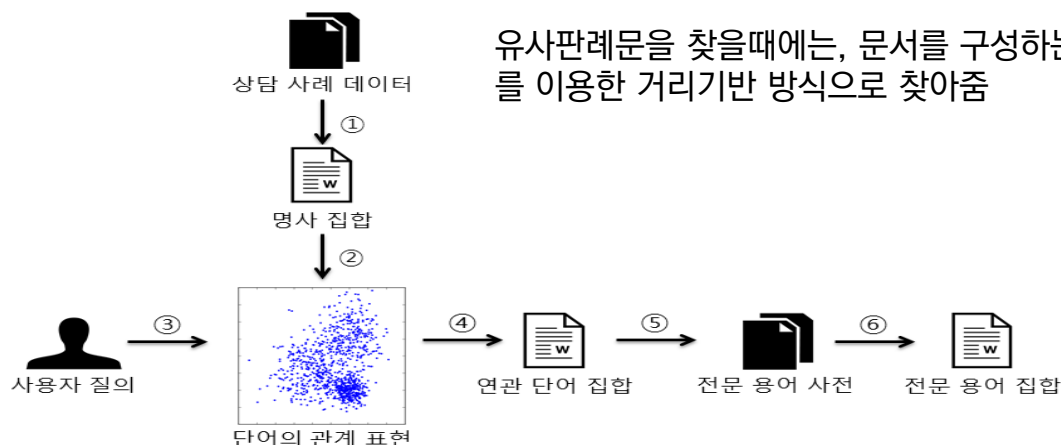 유사판례문을 찾을때에는, 문서를 구성하는
를 이용한 거리기반 방식으로 찾아줌
상담 사례 데이터
①
W
명사 집합
②
③
④
⑤
⑥
W
W
사용자 질의
단어의 관계 표현
연관 단어 집합
전문 용어 사전
전문 용어 집합